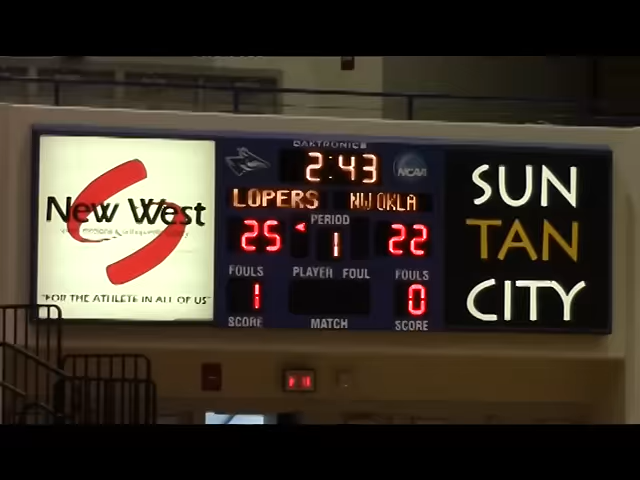 DAKTRONICS
2:43
NCAA
LOPERS NW OKLA
PERIOD
25 1 22
FOULS PLAYER FOUL FOULS
1 0
SCORE MATCH SCORE
New West
"FOR THE ATHLETE IN ALL OF US"
SUN
TAN
CITY